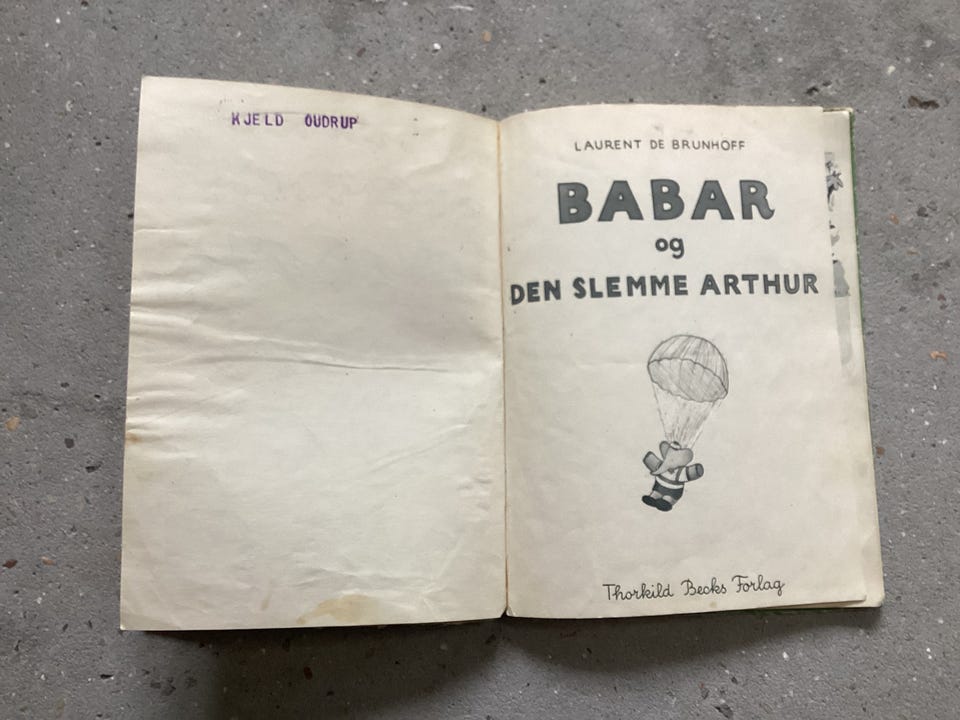 KJELD OUDRUP
LAURENT DE BRUNHOFF
BABAR
og
DEN SLEMME ARTHUR
Thorkild Becks Forlag